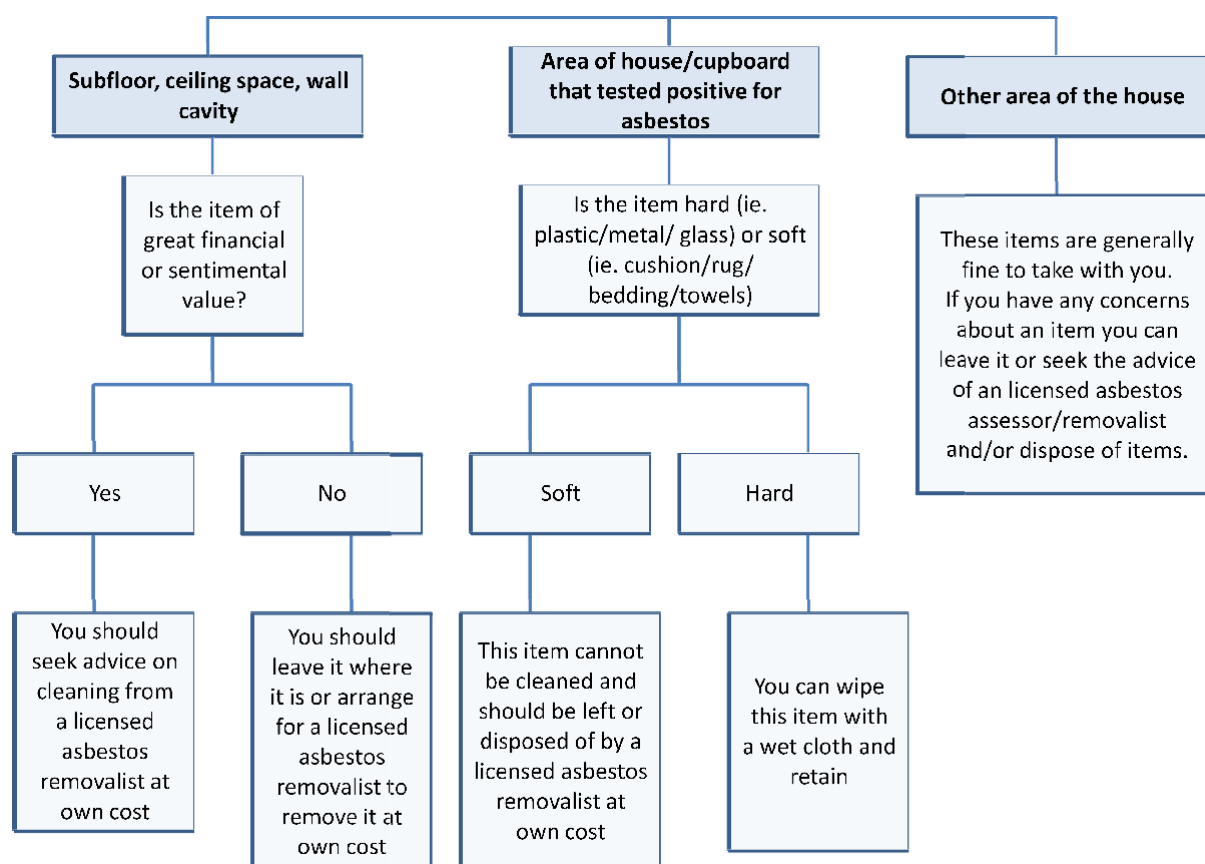 Subfloor, ceiling space, wall
cavity
Area of house/cupboard
that tested positive for
asbestos
Other area of the house
Is the item of
great financial
or sentimental
value?
Is the item hard (ie.
plastic/metal/ glass) or soft
(ie. cushion/rug/
bedding/towels)
These items are generally
fine to take with you.
If you have any concerns
about an item you can
leave it or seek the advice
of an licensed asbestos
assessor/removalist
and/or dispose of items.
Yes
No
Soft
Hard
You should
seek advice on
cleaning from
a licensed
asbestos
removalist at
own cost
You should
leave it where
it is or arrange
for a licensed
asbestos
removalist to
remove it at
own cost
This item cannot
be cleaned and
should be left or
disposed of by a
licensed asbestos
removalist at
own cost
You can wipe
this item with
a wet cloth and
retain